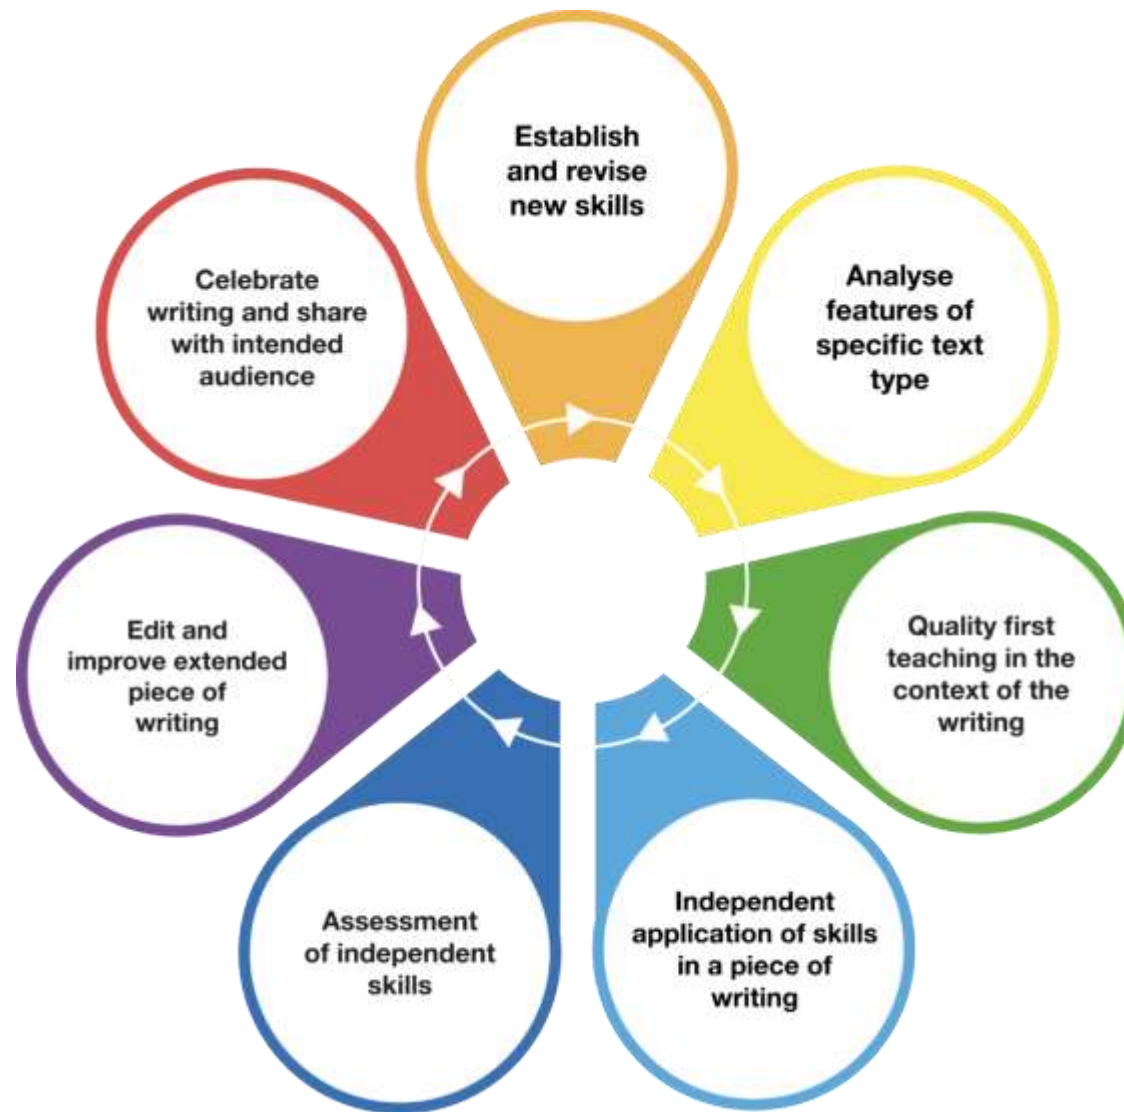 Establish
and revise
new skills
Analyse
features of
specific text
type
Quality first
teaching in the
context of the
writing
Independent
application of skills
in a piece of
writing
Assessment
of independent
skills
Edit and
improve extended
piece of
writing
Celebrate
writing and share
with intended
audience